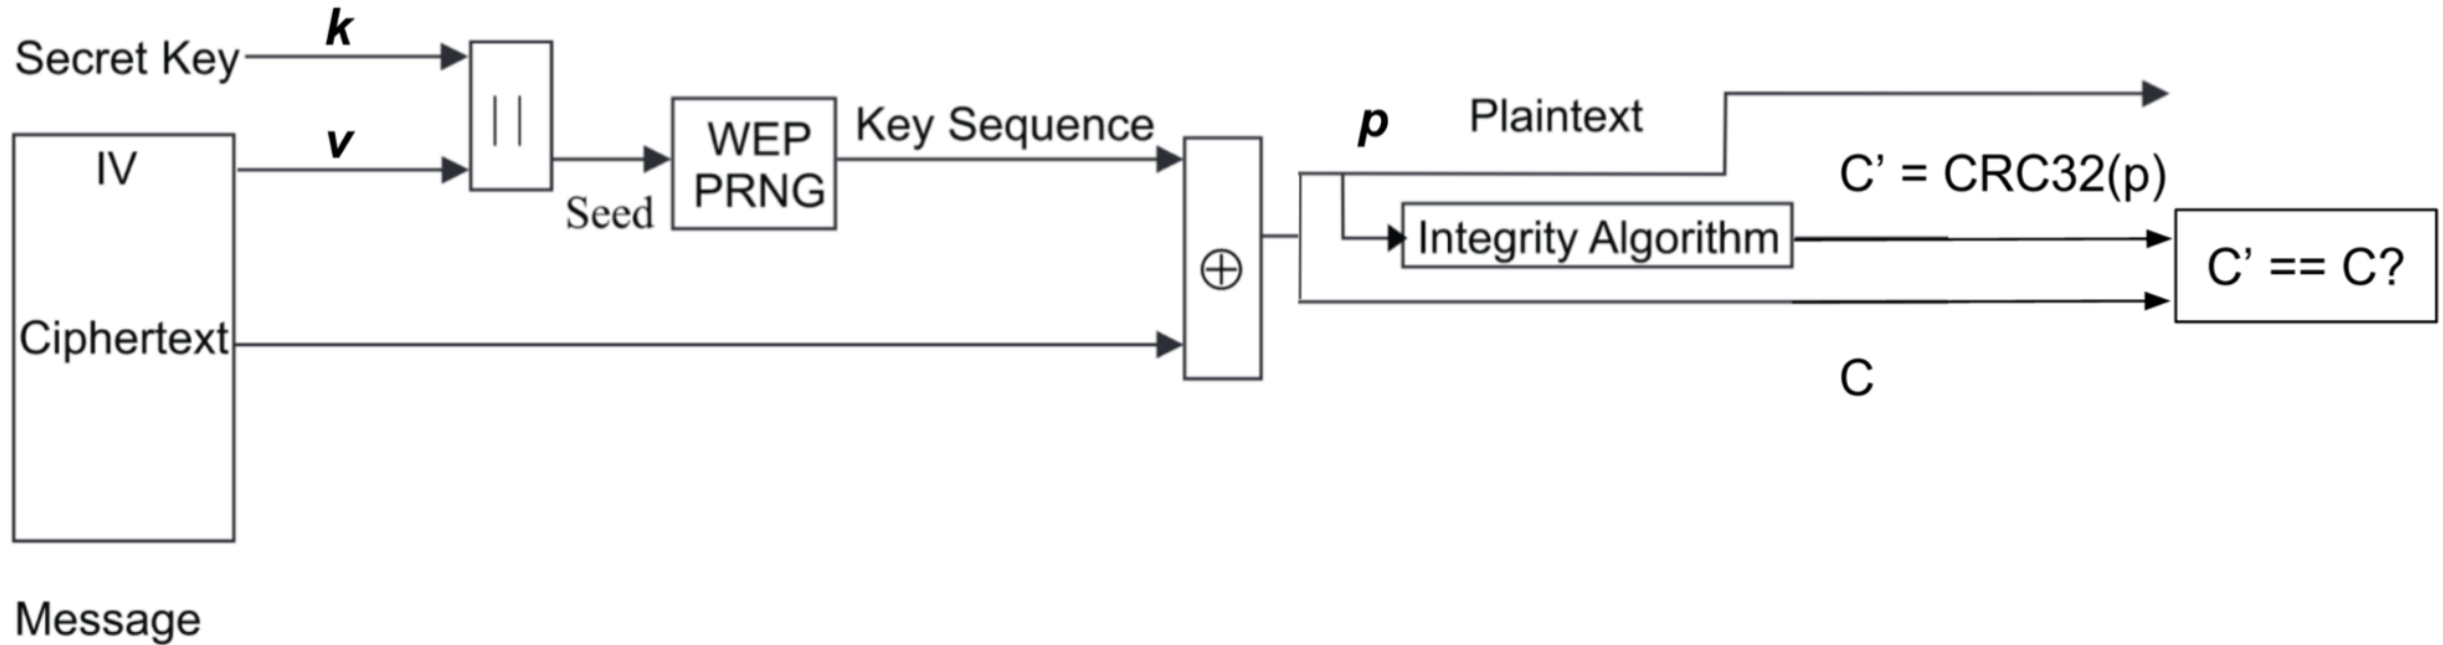 k
Secret Key
v
IV
||
Seed
WEP
PRNG
Key Sequence
Ciphertext
Message
⊕
p
Plaintext
Integrity Algorithm
C’ = CRC32(p)
C’ == C?
C